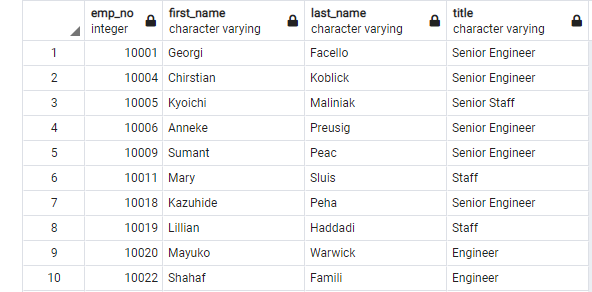 emp_no first_name last_name title
integer character varying character varying character varying
1 10001 Georgi Facello Senior Engineer
2 10004 Chirstian Koblick Senior Engineer
3 10005 Kyoichi Maliniak Senior Staff
4 10006 Anneke Preusig Senior Engineer
5 10009 Sumant Peac Senior Engineer
6 10011 Mary Sluis Staff
7 10018 Kazuhide Peha Senior Engineer
8 10019 Lillian Haddadi Staff
9 10020 Mayuko Warwick Engineer
10 10022 Shahaf Famili Engineer